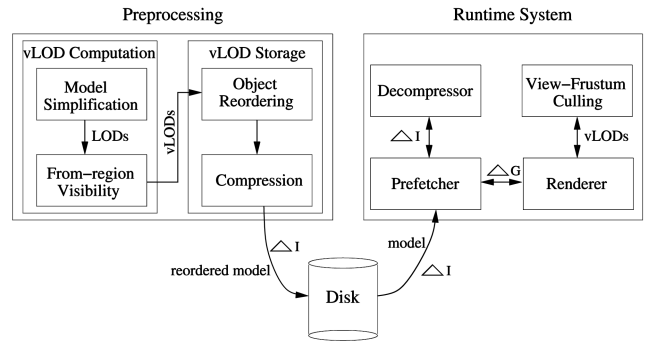 Preprocessing
vLOD Computation
Model
Simplification
LODs
From-region
Visibility
vLODs
vLOD Storage
Object
Reordering
Compression
△ I
reordered model
Disk
Runtime System
Decompressor
△ I
Prefetcher
△ G
View-Frustum
Culling
vLODs
Renderer
model
△ I